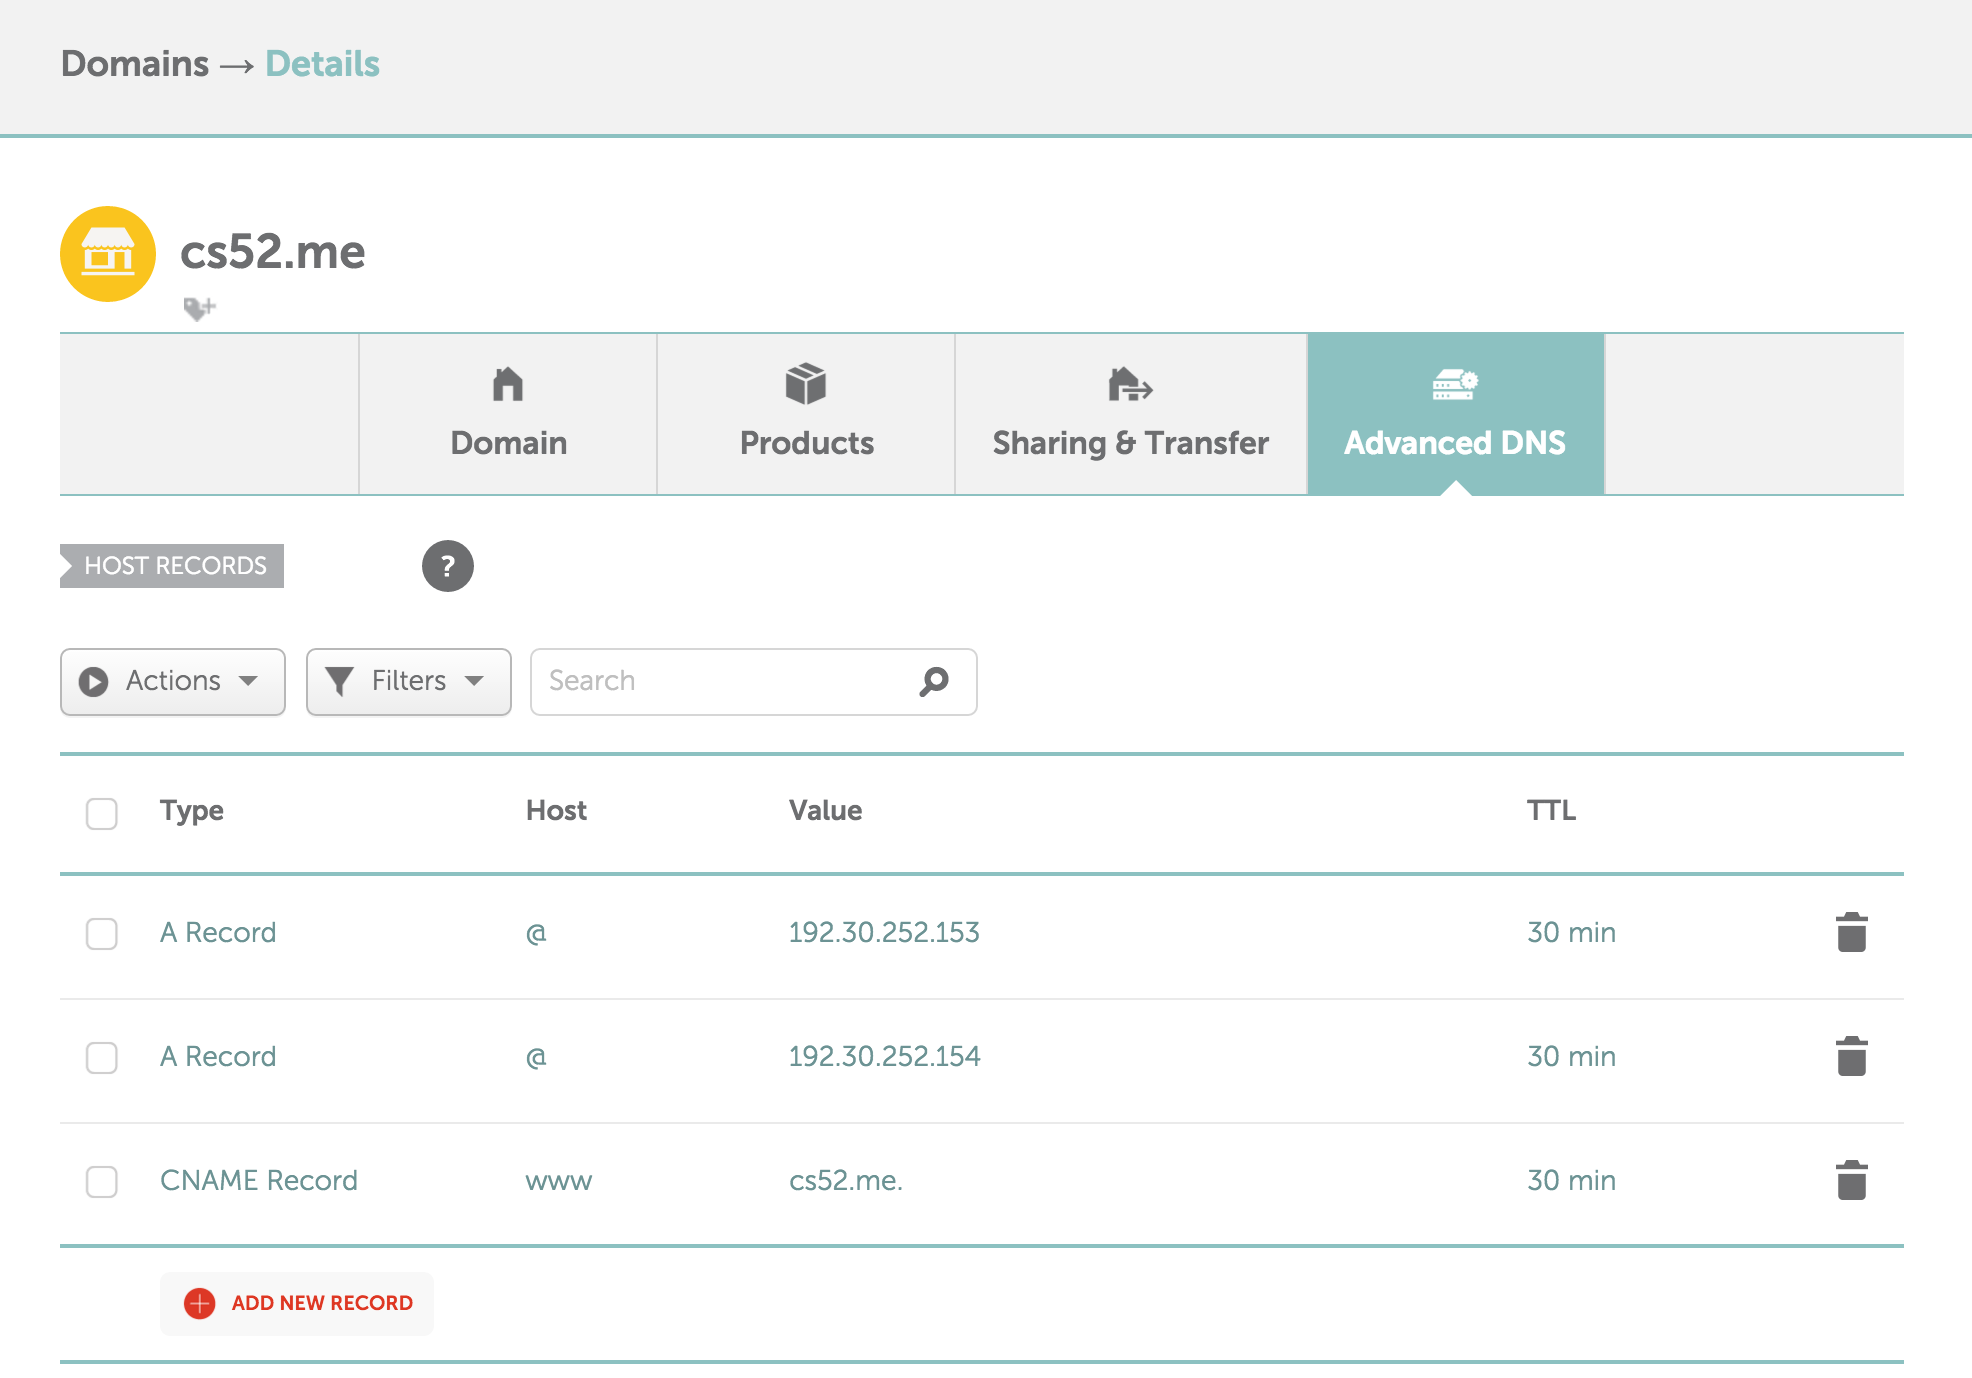 Domains → Details
cs52.me
Domain Products Sharing & Transfer Advanced DNS
HOST RECORDS ?
Actions Filters Search
Type Host Value TTL
A Record @ 192.30.252.153 30 min
A Record @ 192.30.252.154 30 min
CNAME Record www cs52.me. 30 min
ADD NEW RECORD